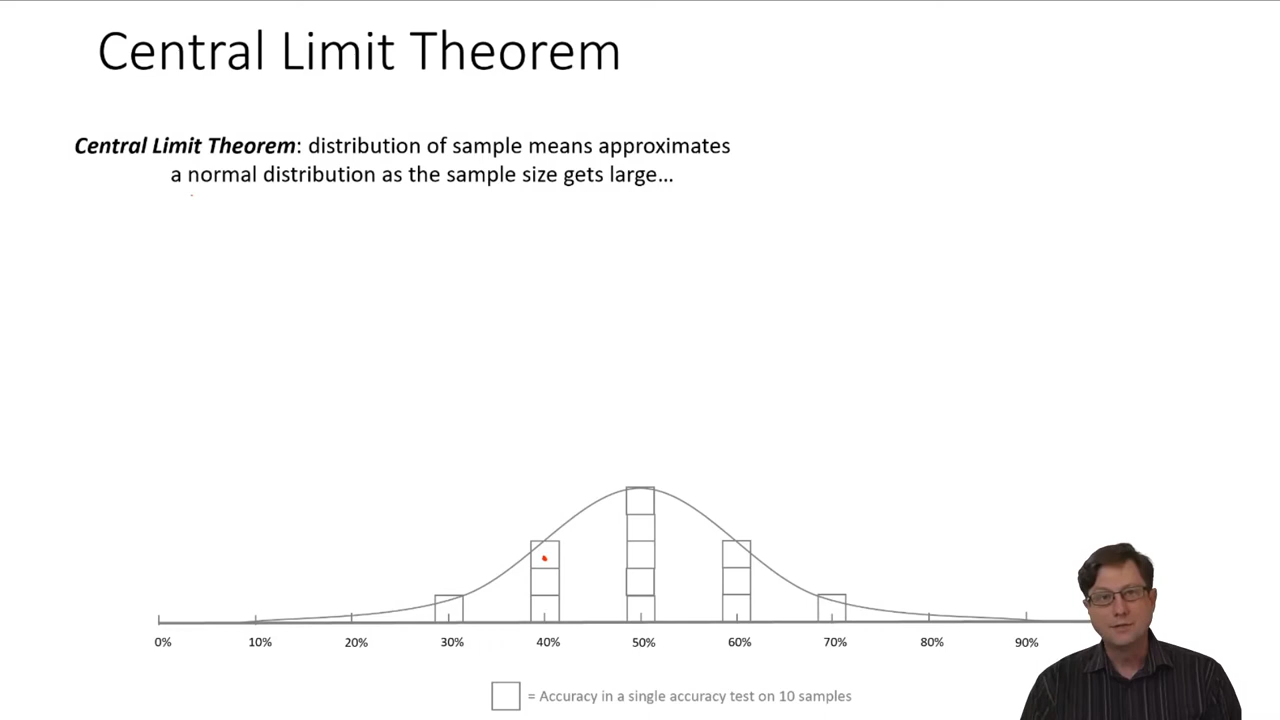 Central Limit Theorem
Central Limit Theorem: distribution of sample means approximates
a normal distribution as the sample size gets large...
0% 10% 20% 30% 40% 50% 60% 70% 80% 90%
= Accuracy in a single accuracy test on 10 samples